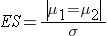 ES = |μ₁ = μ₂| / σ